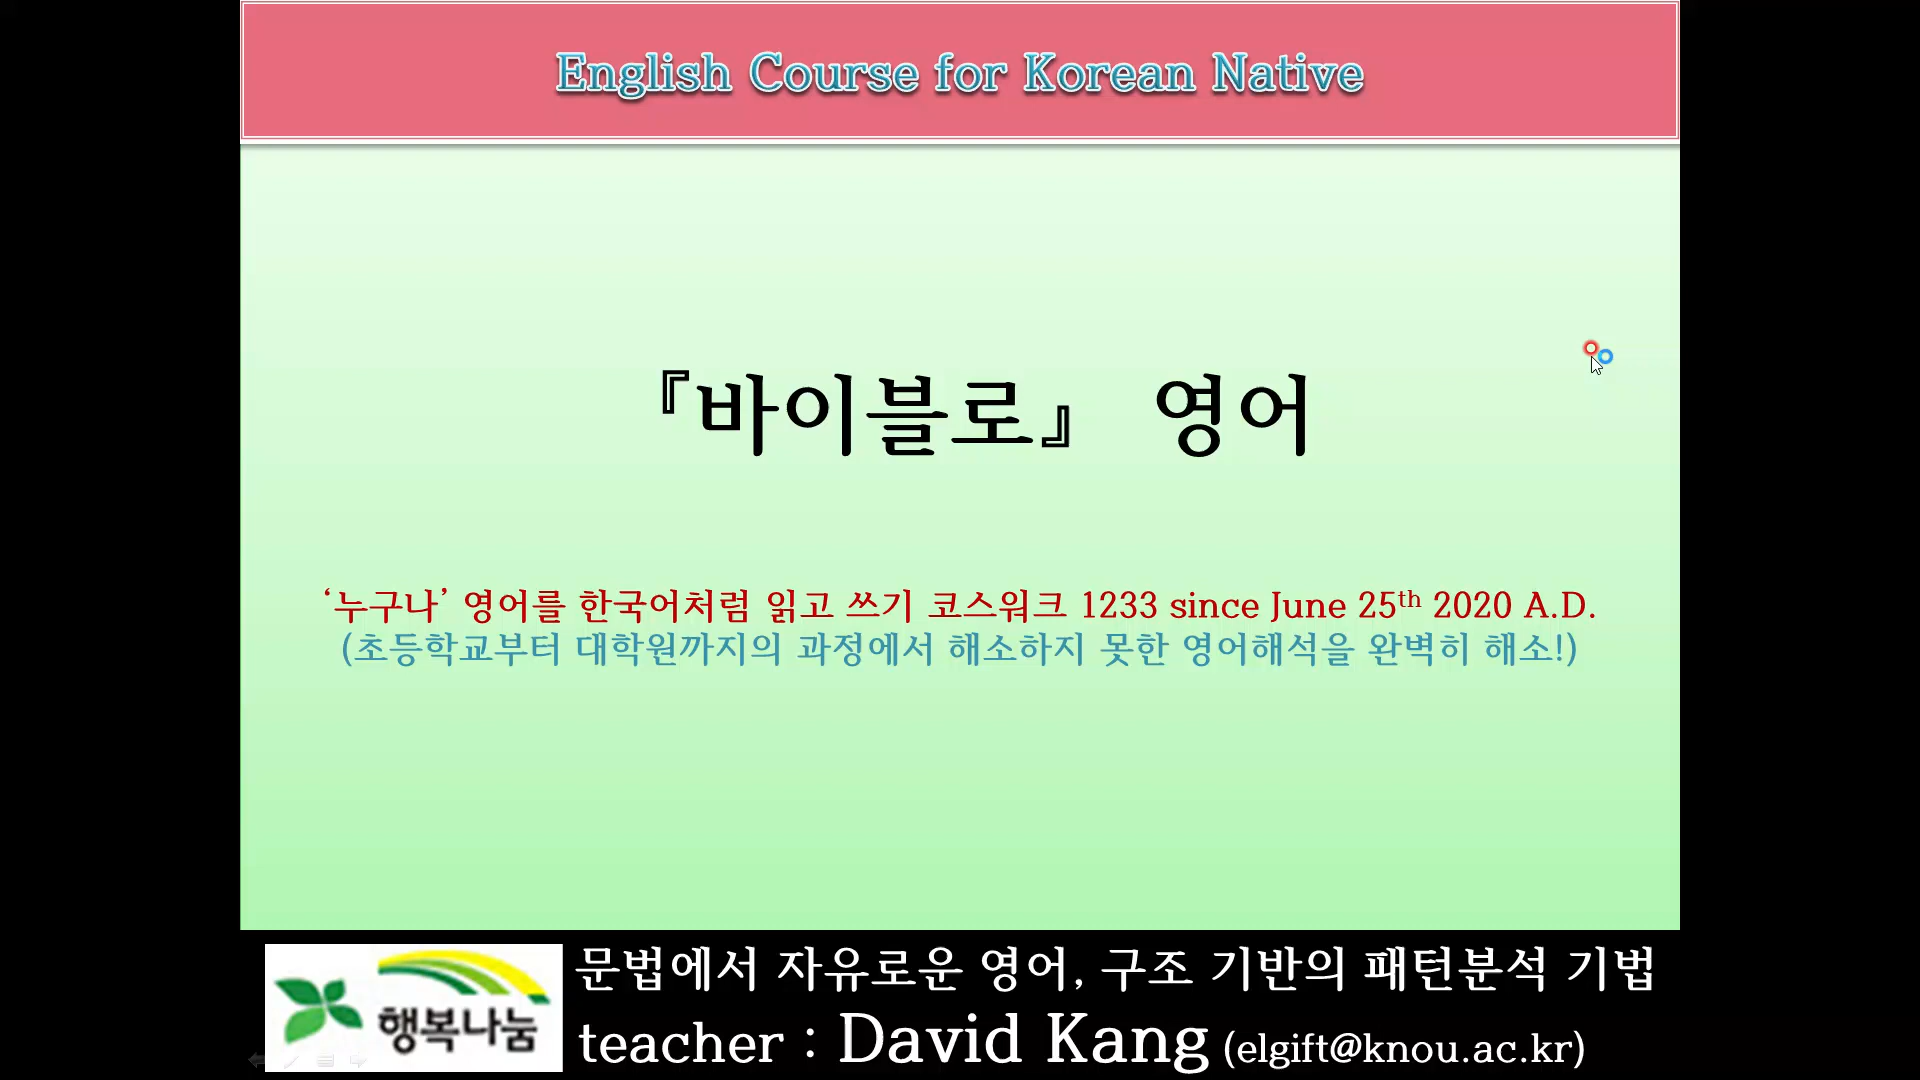 English Course for Korean Native
『바이블로』 영어
‘누구나’ 영어를 한국어처럼 읽고 쓰기 코스워크 1233 since June 25th 2020 A.D.
(초등학교부터 대학원까지의 과정에서 해소하지 못한 영어해석을 완벽히 해소!)
행복나눔
문법에서 자유로운 영어, 구조 기반의 패턴분석 기법
teacher : David Kang (elgift@knou.ac.kr)